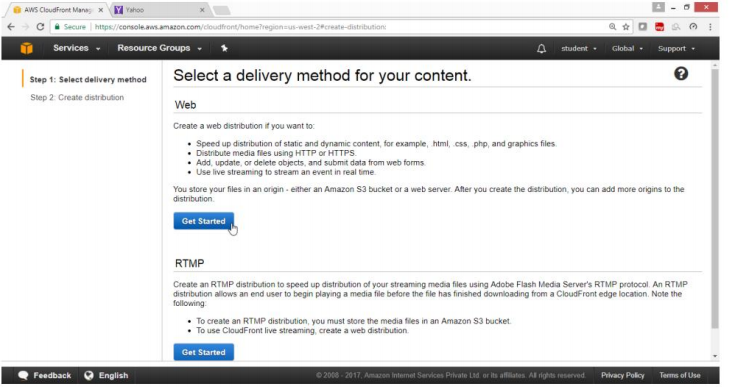 AWS CloudFront Manag
Yahoo
Secure | https://console.aws.amazon.com/cloudfront/home?region=us-west-2#create-distribution:
Services
Resource Groups
student
Global
Support
Step 1: Select delivery method
Step 2: Create distribution
Select a delivery method for your content.
?
Web
Create a web distribution if you want to:
• Speed up distribution of static and dynamic content, for example, .html, .css, .php, and graphics files.
• Distribute media files using HTTP or HTTPS.
• Add, update, or delete objects, and submit data from web forms.
• Use live streaming to stream an event in real time.
You store your files in an origin - either an Amazon S3 bucket or a web server. After you create the distribution, you can add more origins to the
distribution.
Get Started
RTMP
Create an RTMP distribution to speed up distribution of your streaming media files using Adobe Flash Media Server's RTMP protocol. An RTMP
distribution allows an end user to begin playing a media file before the file has finished downloading from a CloudFront edge location. Note the
following:
• To create an RTMP distribution, you must store the media files in an Amazon S3 bucket.
• To use CloudFront live streaming, create a web distribution.
Get Started
Feedback
English
© 2008 - 2017, Amazon Internet Services Private Ltd. or its affiliates. All rights reserved.
Privacy Policy
Terms of Use